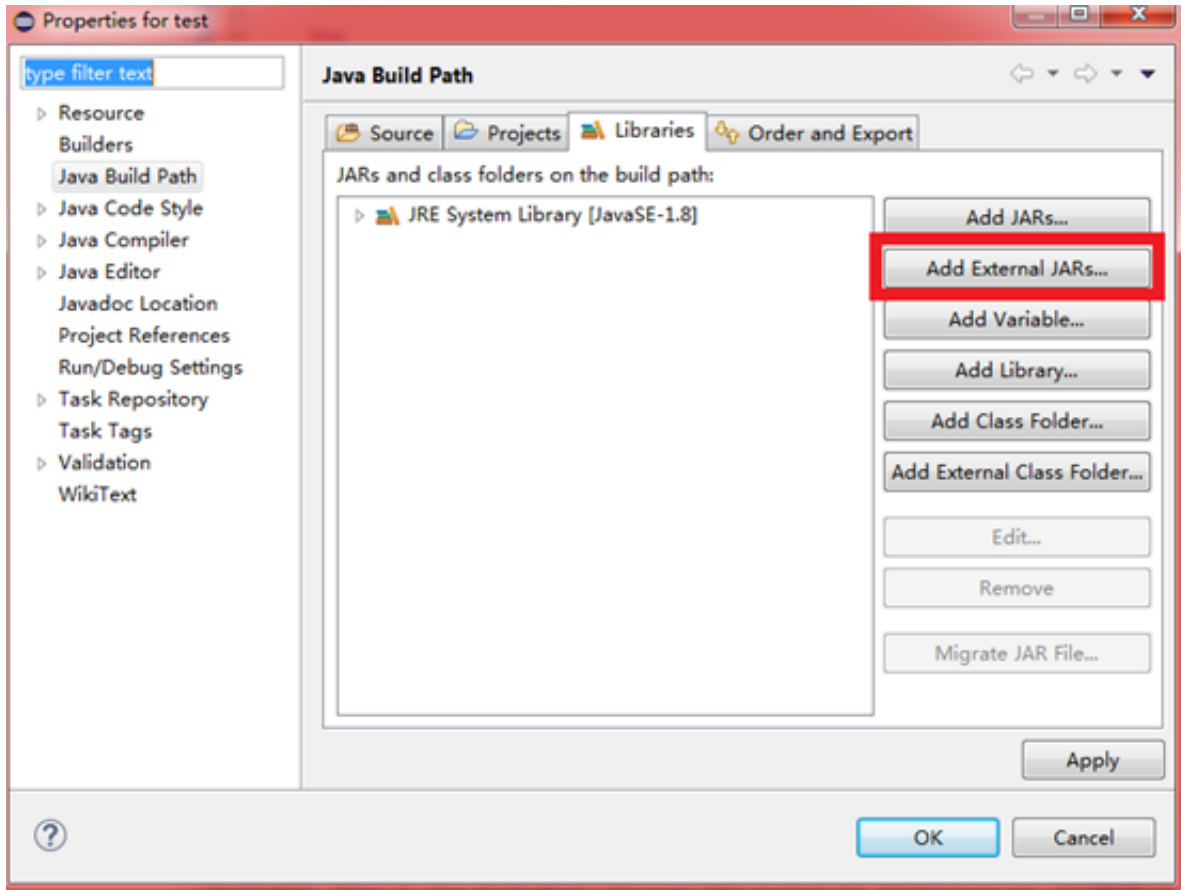 Properties for test
type filter text
Resource
Builders
Java Build Path
Java Code Style
Java Compiler
Java Editor
Javadoc Location
Project References
Run/Debug Settings
Task Repository
Task Tags
Validation
WikiText
Java Build Path
Source Projects Libraries Order and Export
JARs and class folders on the build path:
JRE System Library [JavaSE-1.8]
Add JARs...
Add External JARs...
Add Variable...
Add Library...
Add Class Folder...
Add External Class Folder...
Edit...
Remove
Migrate JAR File...
Apply
OK Cancel